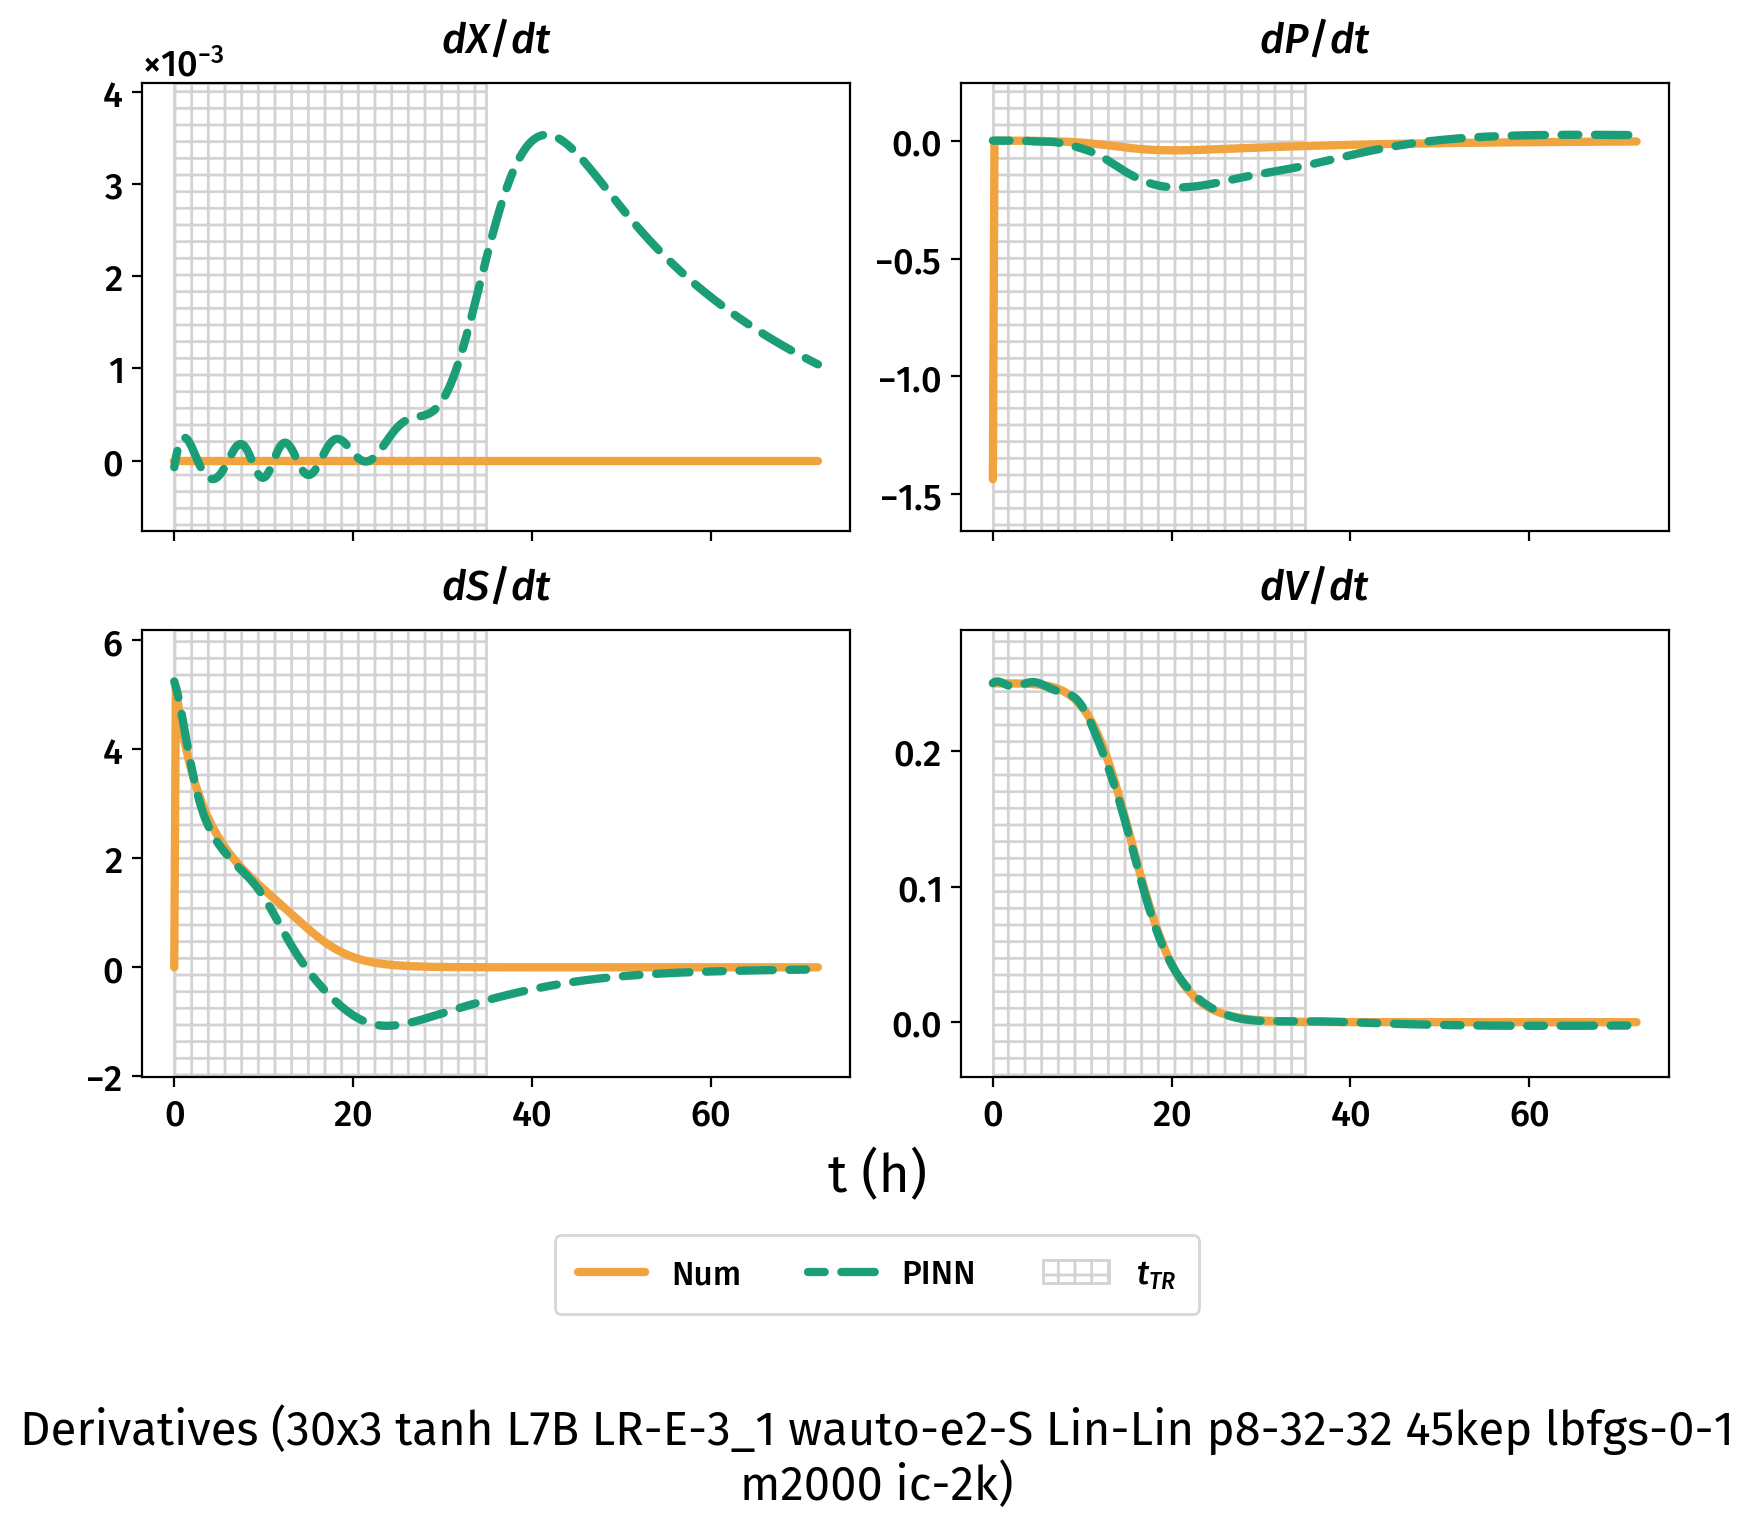 dX/dt
×10⁻³
4
3
2
1
0
dP/dt
0.0
−0.5
−1.0
−1.5
dS/dt
6
4
2
0
−2
0 20 40 60
dV/dt
0.2
0.1
0.0
0 20 40 60
t (h)
Num PINN t_TR
Derivatives (30x3 tanh L7B LR-E-3_1 wauto-e2-S Lin-Lin p8-32-32 45kep lbfgs-0-1
m2000 ic-2k)